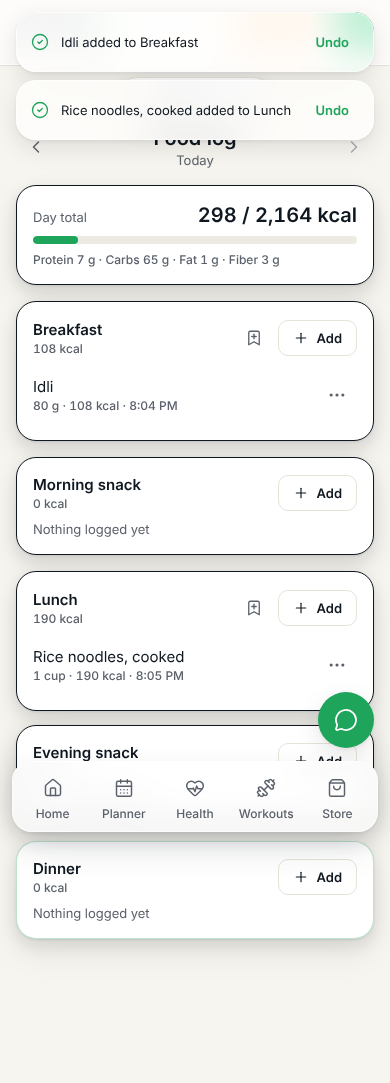 Idli added to Breakfast
Undo
Rice noodles, cooked added to Lunch
Undo
Food log
Today
Day total
298 / 2,164 kcal
Protein 7 g · Carbs 65 g · Fat 1 g · Fiber 3 g
Breakfast
108 kcal
Add
Idli
80 g · 108 kcal · 8:04 PM
Morning snack
0 kcal
Add
Nothing logged yet
Lunch
190 kcal
Add
Rice noodles, cooked
1 cup · 190 kcal · 8:05 PM
Evening snack
Add
Home
Planner
Health
Workouts
Store
Dinner
0 kcal
Add
Nothing logged yet